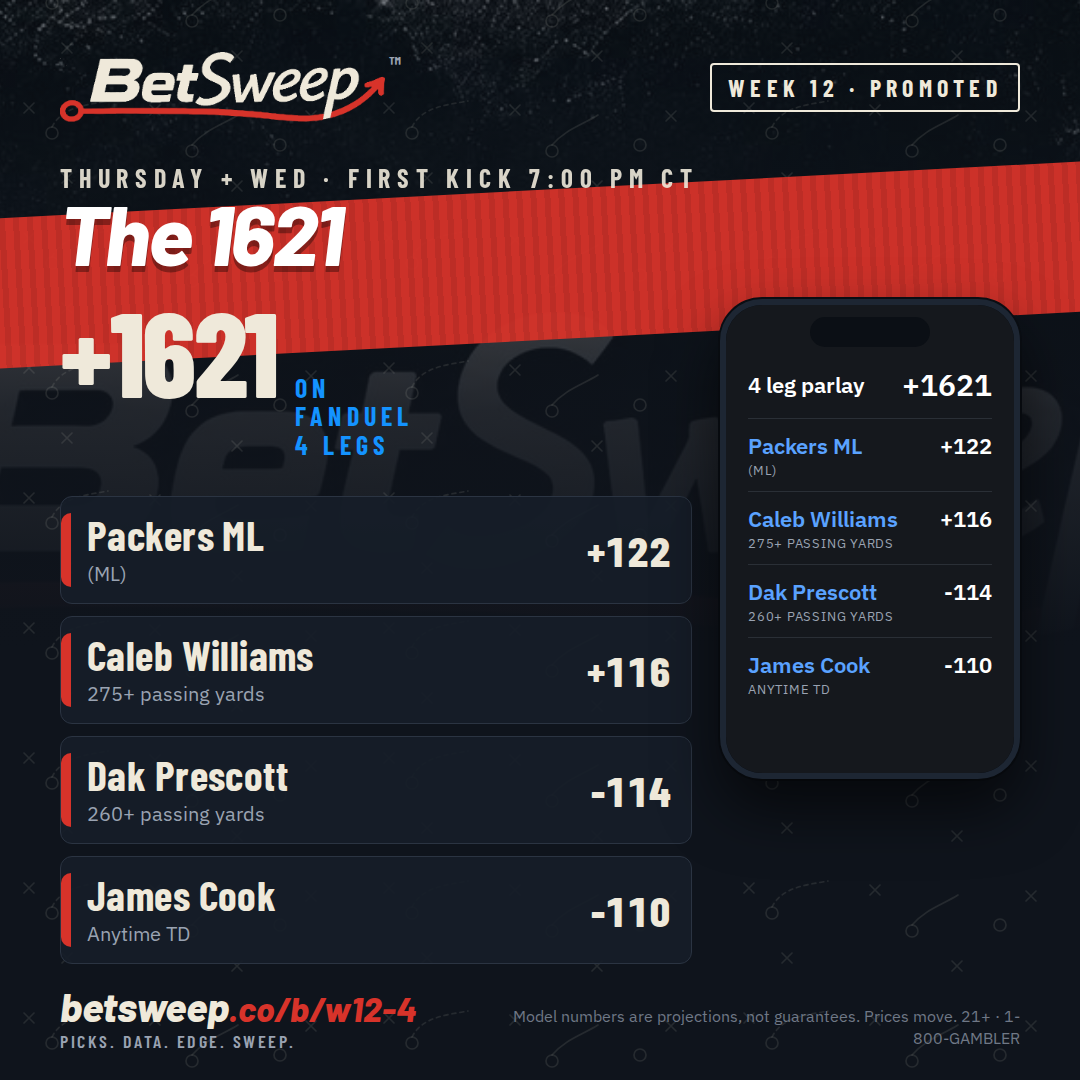 BetSweep™
WEEK 12 · PROMOTED
THURSDAY + WED · FIRST KICK 7:00 PM CT
The 1621
+1621
ON
FANDUEL
4 LEGS
Packers ML
(ML)
+122
Caleb Williams
275+ passing yards
+116
Dak Prescott
260+ passing yards
-114
James Cook
Anytime TD
-110
4 leg parlay +1621
Packers ML +122
(ML)
Caleb Williams +116
275+ PASSING YARDS
Dak Prescott -114
260+ PASSING YARDS
James Cook -110
ANYTIME TD
betsweep.co/b/w12-4
PICKS. DATA. EDGE. SWEEP.
Model numbers are projections, not guarantees. Prices move. 21+ · 1-
800-GAMBLER